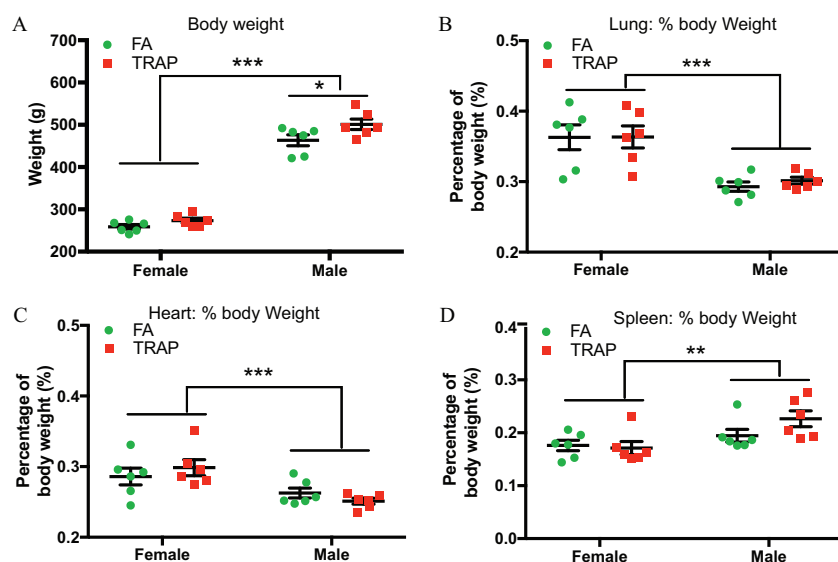 A
Body weight
FA
TRAP
***
*
Weight (g)
700
600
500
400
300
200
Female
Male
B
Lung: % body Weight
FA
TRAP
***
Percentage of
body weight (%)
0.5
0.4
0.3
0.2
Female
Male
C
Heart: % body Weight
FA
TRAP
***
Percentage of
body weight (%)
0.5
0.4
0.3
0.2
Female
Male
D
Spleen: % body Weight
FA
TRAP
**
Percentage of
body weight (%)
0.4
0.3
0.2
0.1
0.0
Female
Male